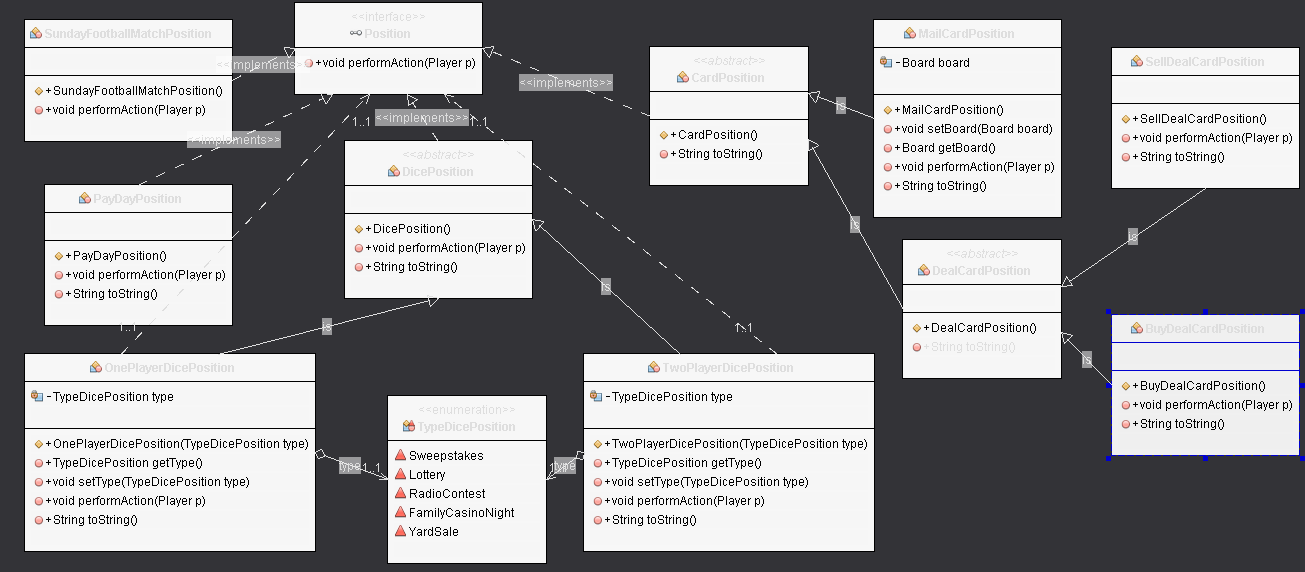 SundayFootballMatchPosition
+SundayFootballMatchPosition()
+void performAction(Player p)
<<implements>>
<<interface>>
Position
+void performAction(Player p)
<<implements>>
<<implements>>
<<implements>>
1..1
1..1
<<abstract>>
CardPosition
+CardPosition()
+String toString()
is
is
MailCardPosition
-Board board
+MailCardPosition()
+void setBoard(Board board)
+Board getBoard()
+void performAction(Player p)
+String toString()
SellDealCardPosition
+SellDealCardPosition()
+void performAction(Player p)
+String toString()
is
PayDayPosition
+PayDayPosition()
+void performAction(Player p)
+String toString()
<<abstract>>
DicePosition
+DicePosition()
+void performAction(Player p)
+String toString()
is
is
1..1
1..1
<<abstract>>
DealCardPosition
+DealCardPosition()
+String toString()
is
BuyDealCardPosition
+BuyDealCardPosition()
+void performAction(Player p)
+String toString()
OnePlayerDicePosition
-TypeDicePosition type
+OnePlayerDicePosition(TypeDicePosition type)
+TypeDicePosition getType()
+void setType(TypeDicePosition type)
+void performAction(Player p)
+String toString()
type
1..1
<<enumeration>>
TypeDicePosition
Sweepstakes
Lottery
RadioContest
FamilyCasinoNight
YardSale
type
TwoPlayerDicePosition
-TypeDicePosition type
+TwoPlayerDicePosition(TypeDicePosition type)
+TypeDicePosition getType()
+void setType(TypeDicePosition type)
+void performAction(Player p)
+String toString()